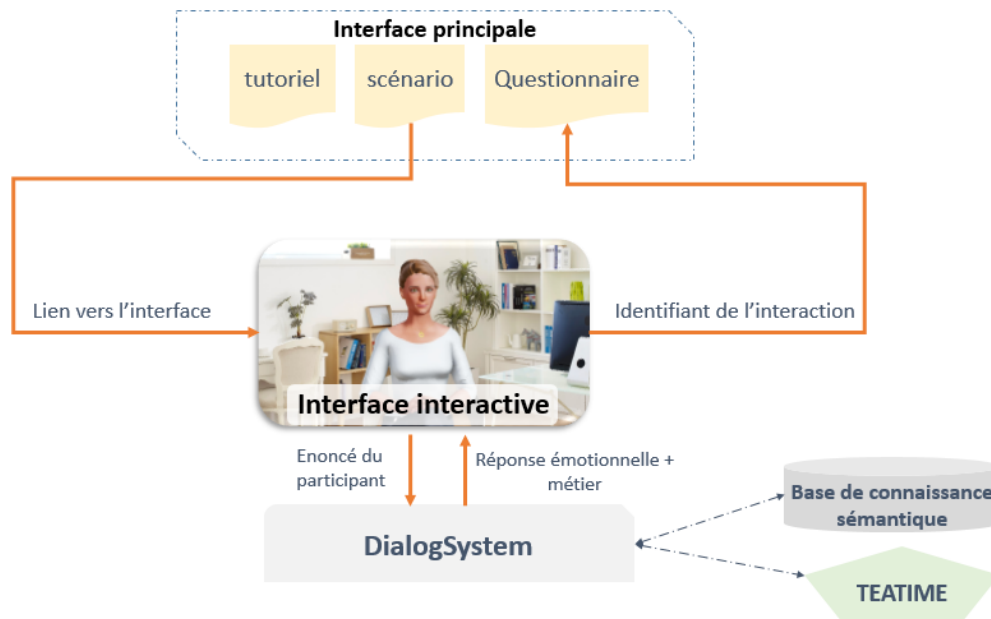 Interface principale
tutoriel
scénario
Questionnaire
Lien vers l'interface
Identifiant de l'interaction
Interface interactive
Enoncé du
participant
Réponse émotionnelle +
métier
DialogSystem
Base de connaissance
sémantique
TEATIME